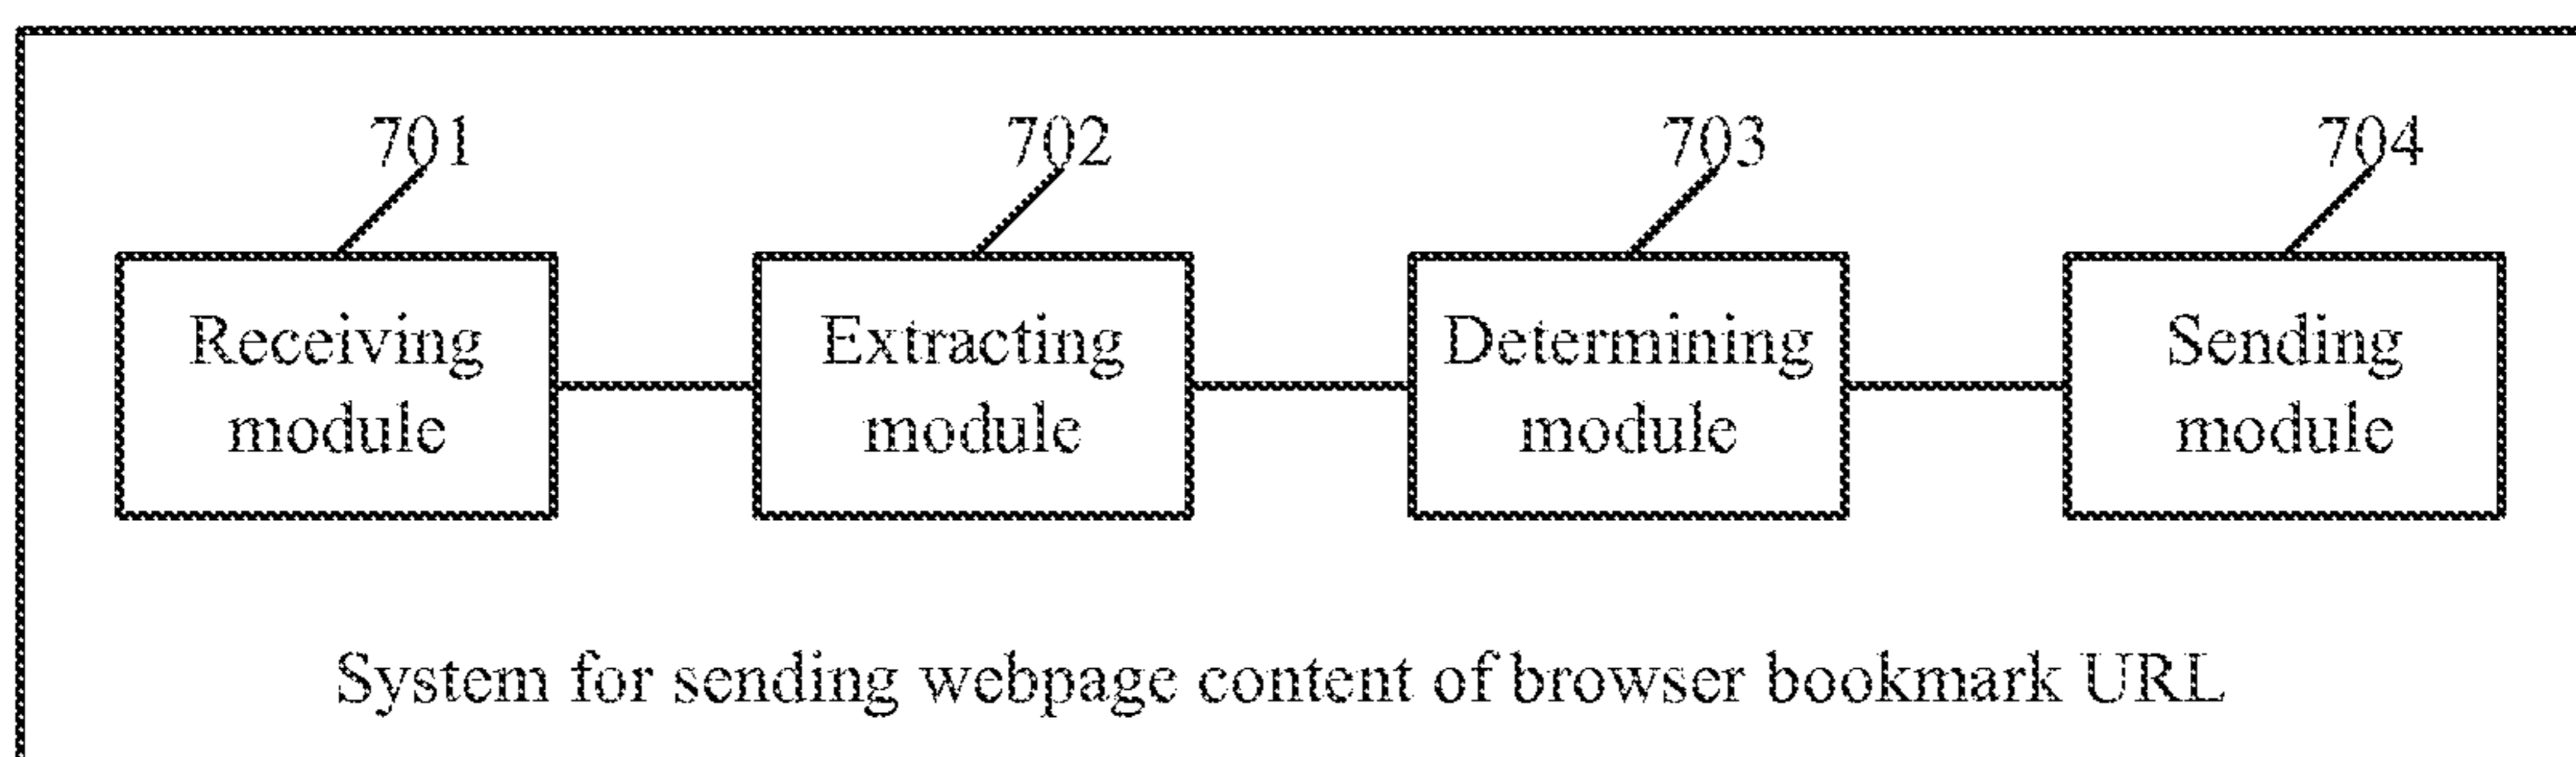 701 702 703 704
Receiving Extracting Determining Sending
module module module module
System for sending webpage content of browser bookmark URL